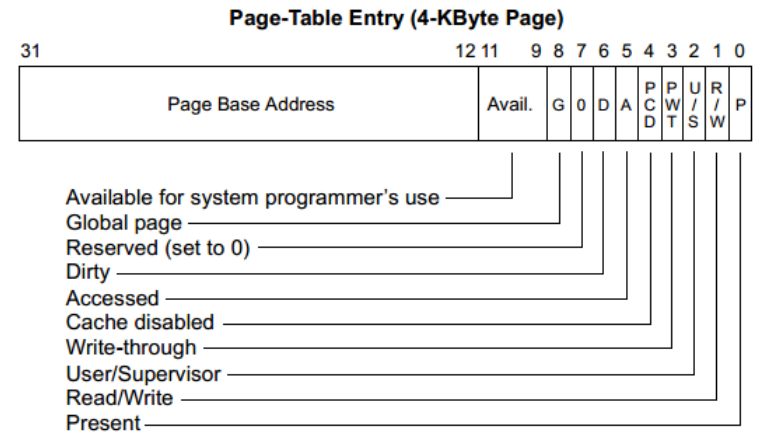 Page-Table Entry (4-KByte Page)
31 12 11 9 8 7 6 5 4 3 2 1 0
Page Base Address Avail. G 0 D A PCD PWT U/S R/W P
Available for system programmer’s use
Global page
Reserved (set to 0)
Dirty
Accessed
Cache disabled
Write-through
User/Supervisor
Read/Write
Present